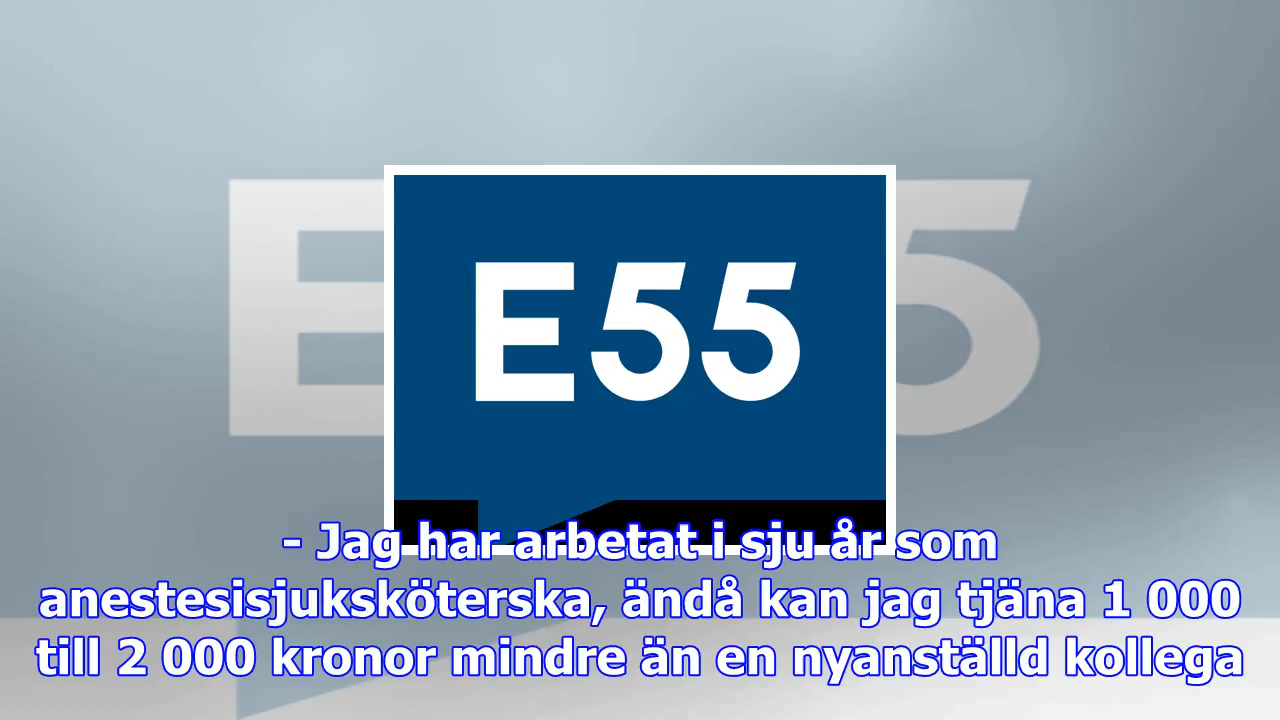 E55
- Jag har arbetat i sju år som
anestesisjuksköterska, ändå kan jag tjäna 1 000
till 2 000 kronor mindre än en nyanställd kollega